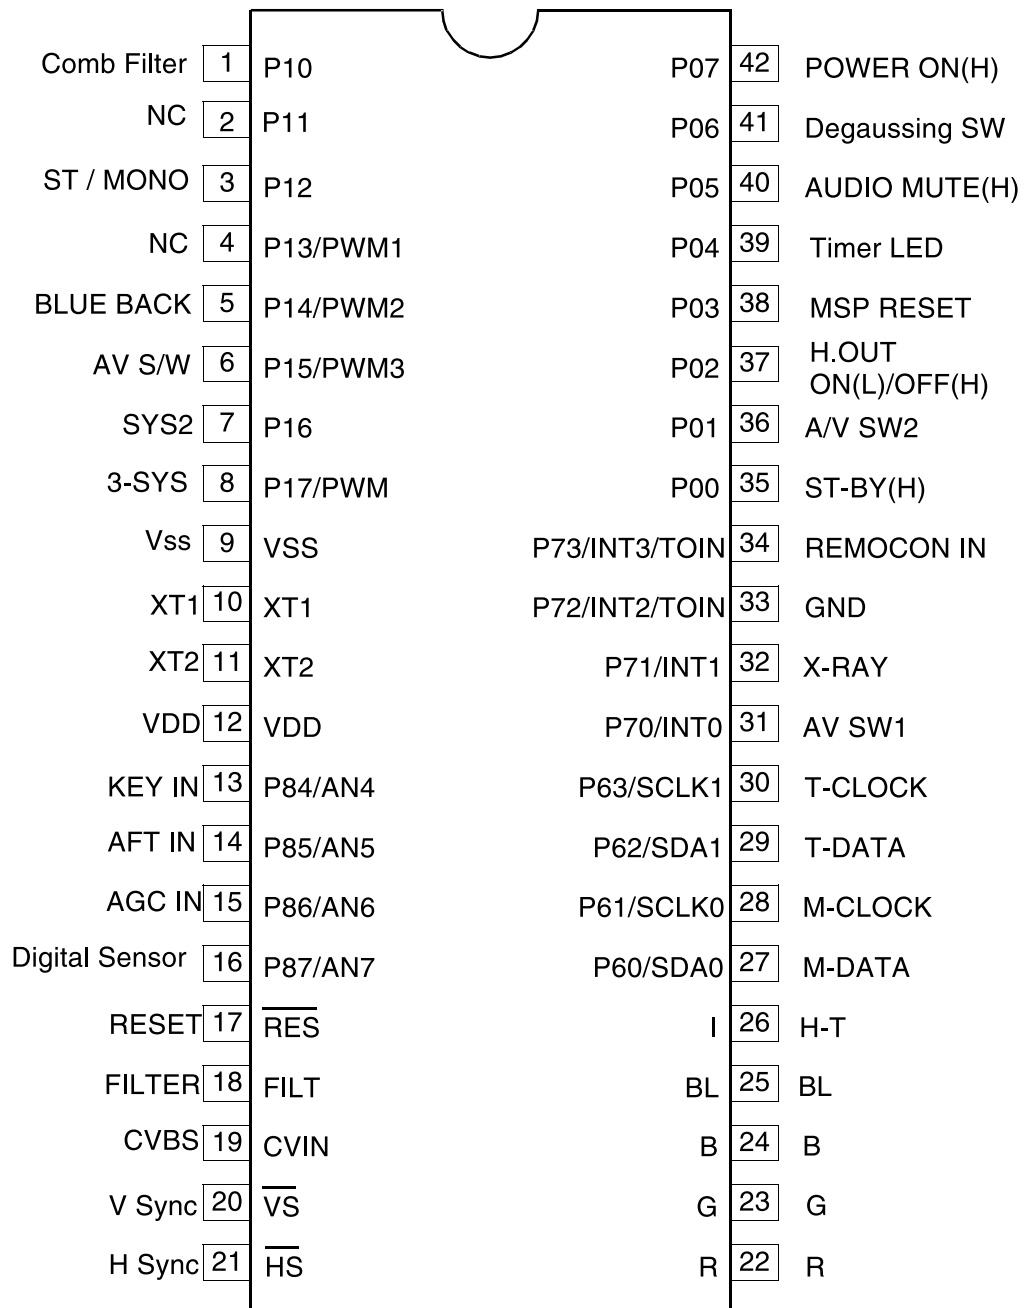 Comb Filter 1 P10 P07 42 POWER ON(H)
NC 2 P11 P06 41 Degaussing SW
ST / MONO 3 P12 P05 40 AUDIO MUTE(H)
NC 4 P13/PWM1 P04 39 Timer LED
BLUE BACK 5 P14/PWM2 P03 38 MSP RESET
AV S/W 6 P15/PWM3 P02 37 H.OUT
ON(L)/OFF(H)
SYS2 7 P16 P01 36 A/V SW2
3-SYS 8 P17/PWM P00 35 ST-BY(H)
Vss 9 VSS P73/INT3/TOIN 34 REMOCON IN
XT1 10 XT1 P72/INT2/TOIN 33 GND
XT2 11 XT2 P71/INT1 32 X-RAY
VDD 12 VDD P70/INT0 31 AV SW1
KEY IN 13 P84/AN4 P63/SCLK1 30 T-CLOCK
AFT IN 14 P85/AN5 P62/SDA1 29 T-DATA
AGC IN 15 P86/AN6 P61/SCLK0 28 M-CLOCK
Digital Sensor 16 P87/AN7 P60/SDA0 27 M-DATA
RESET 17 R̅E̅S̅ I 26 H-T
FILTER 18 FILT BL 25 BL
CVBS 19 CVIN B 24 B
V Sync 20 V̅S̅ G 23 G
H Sync 21 H̅S̅ R 22 R